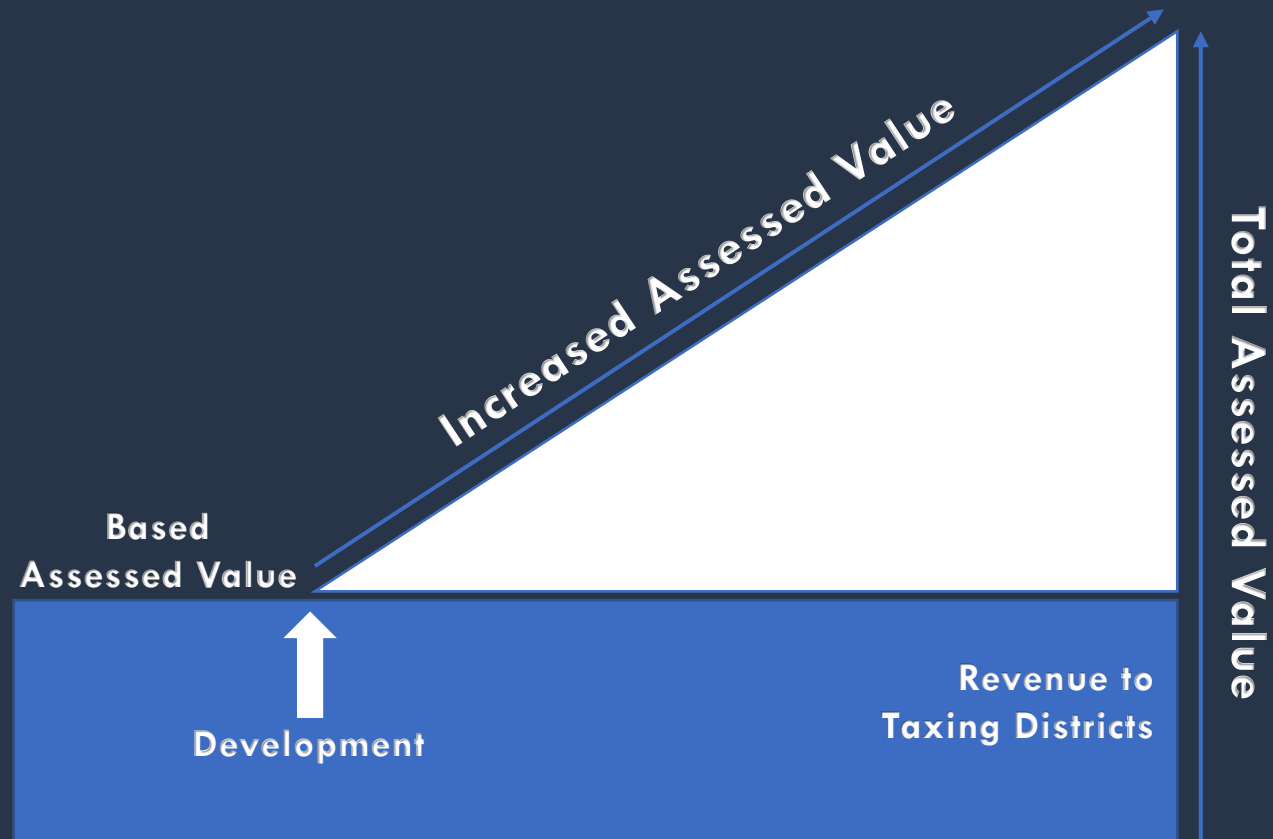 Increased Assessed Value
Total Assessed Value
Based
Assessed Value
Revenue to
Taxing Districts
Development